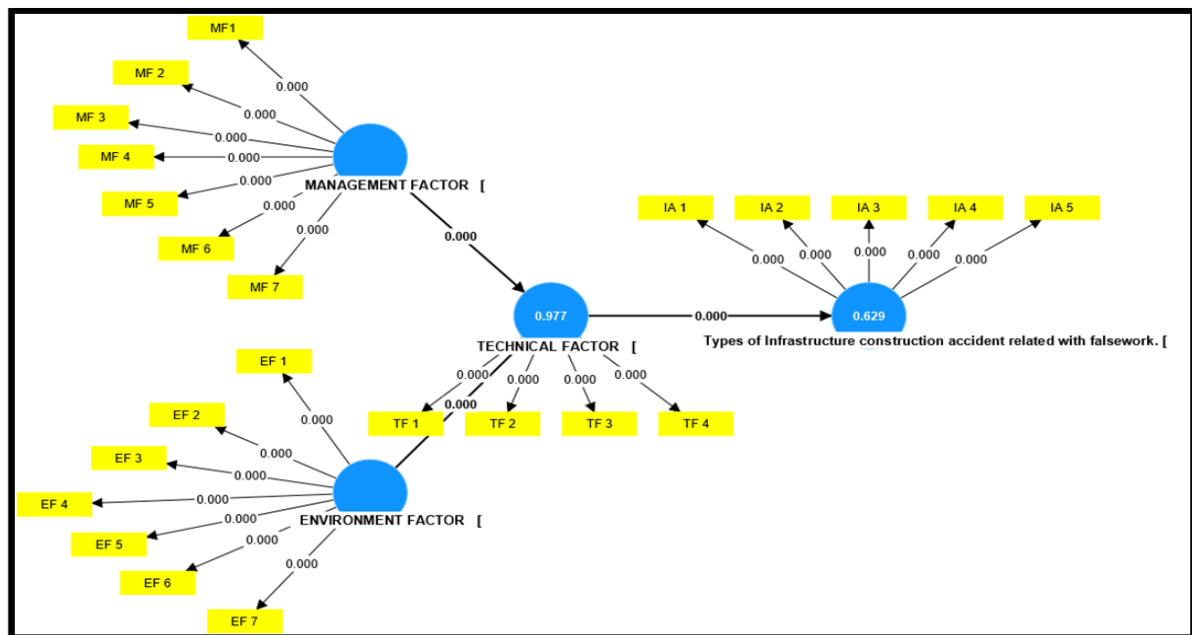 MF1
0.000
MF 2
0.000
MF 3
0.000
MF 4
0.000
MF 5
0.000
MF 6
0.000
MF 7
0.000
MANAGEMENT FACTOR [
0.000
IA 1
IA 2
IA 3
IA 4
IA 5
0.000
0.000
0.000
0.000
0.000
0.977
0.000
0.629
TECHNICAL FACTOR [
Types of Infrastructure construction accident related with falsework. [
0.000
0.000
0.000
0.000
0.000
TF 1
TF 2
TF 3
TF 4
EF 1
0.000
EF 2
0.000
EF 3
0.000
EF 4
0.000
EF 5
0.000
EF 6
0.000
EF 7
0.000
ENVIRONMENT FACTOR [